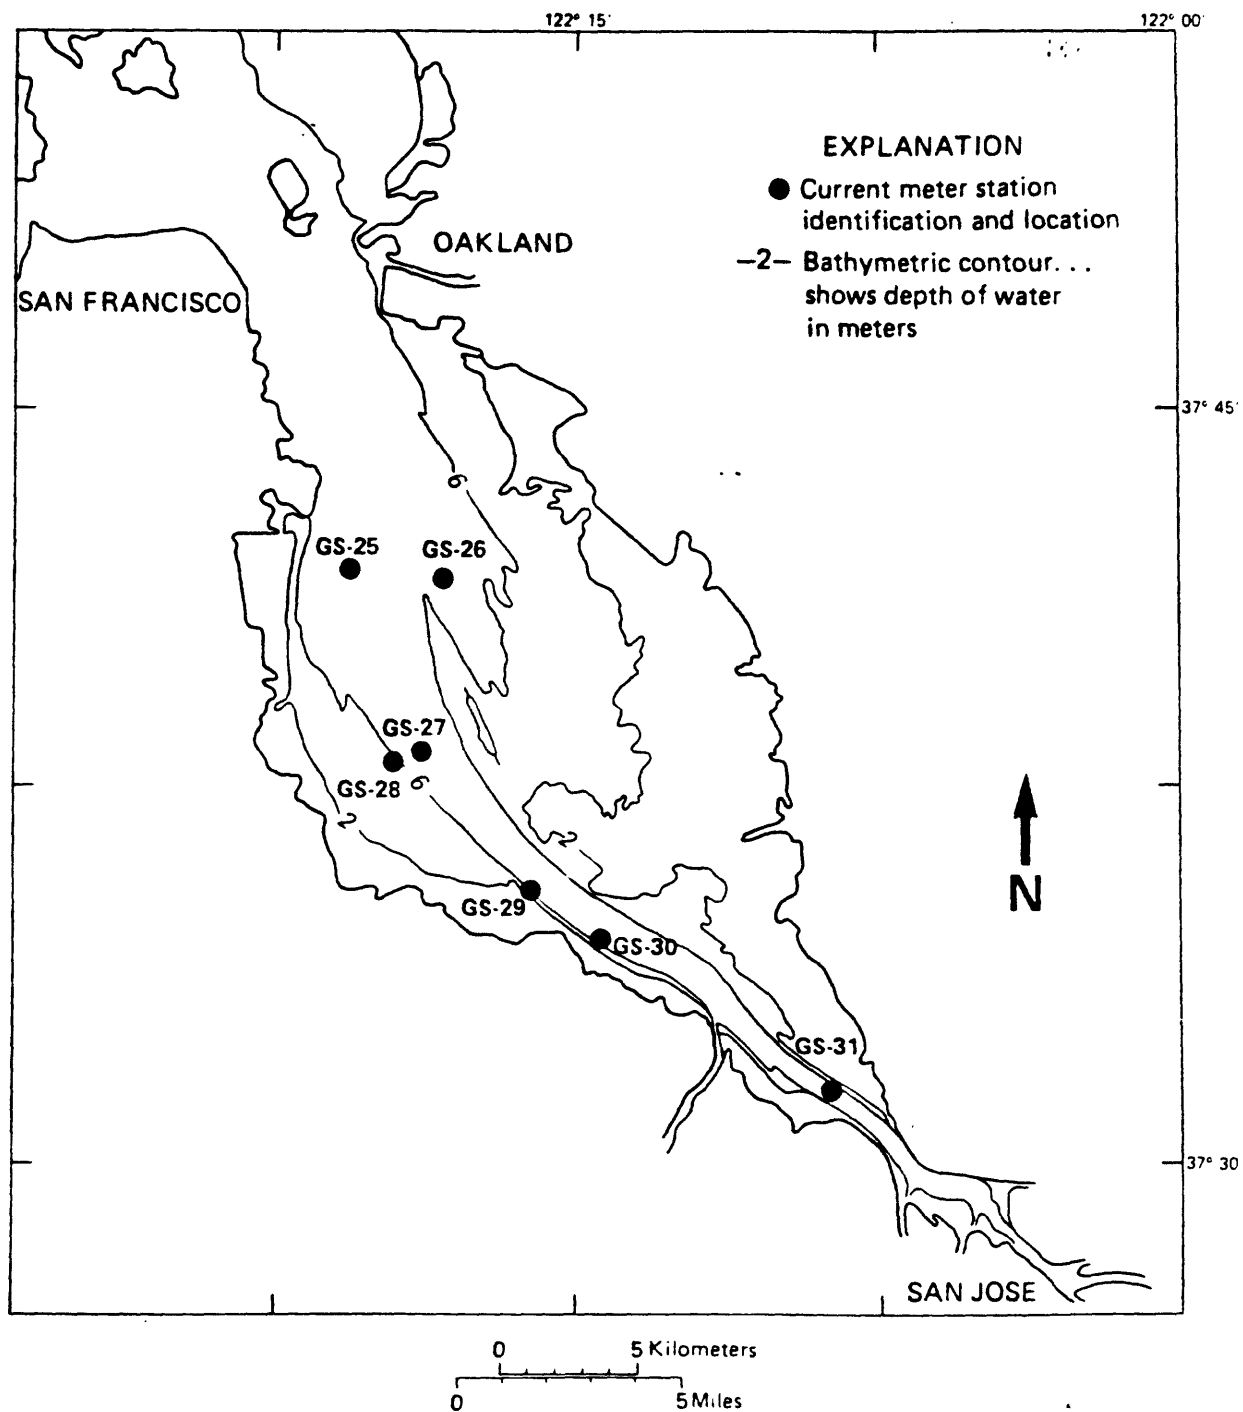 122° 15'
122° 00'
EXPLANATION
Current meter station
identification and location
OAKLAND
–2– Bathymetric contour...
shows depth of water
in meters
SAN FRANCISCO
37° 45'
6
GS-25
GS-26
GS-27
GS-28
6
2
2
N
GS-29
GS-30
GS-31
37° 30
SAN JOSE
0 5 Kilometers
0 5 Miles